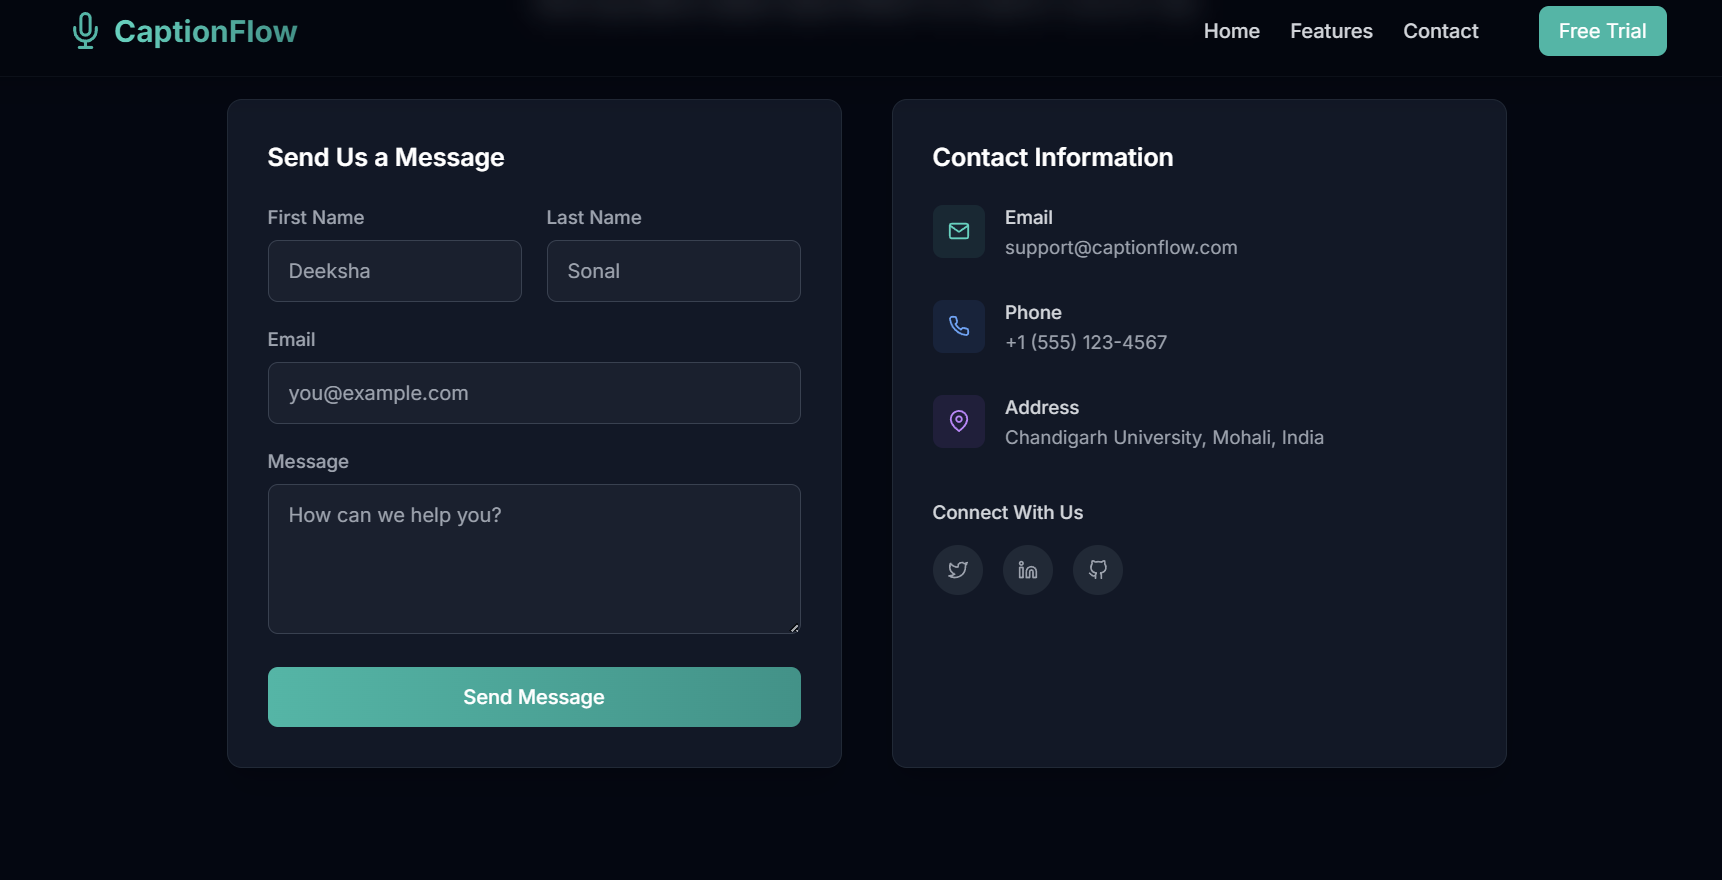 CaptionFlow
Home Features Contact Free Trial
Send Us a Message
First Name Last Name
Deeksha Sonal
Email
you@example.com
Message
How can we help you?
Send Message
Contact Information
Email
support@captionflow.com
Phone
+1 (555) 123-4567
Address
Chandigarh University, Mohali, India
Connect With Us